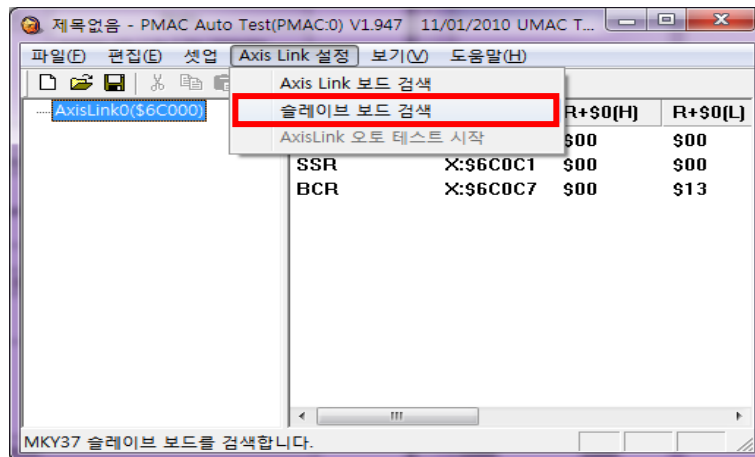 제목없음 - PMAC Auto Test(PMAC:0) V1.947 11/01/2010 UMAC T...
파일(F) 편집(E) 셋업 Axis Link 설정 보기(V) 도움말(H)
Axis Link 보드 검색
슬레이브 보드 검색
AxisLink 오토 테스트 시작
AxisLink0($6C000)
R+$0(H) R+$0(L)
$00 $00
SSR X:$6C0C1 $00 $00
BCR X:$6C0C7 $00 $13
MKY37 슬레이브 보드를 검색합니다.